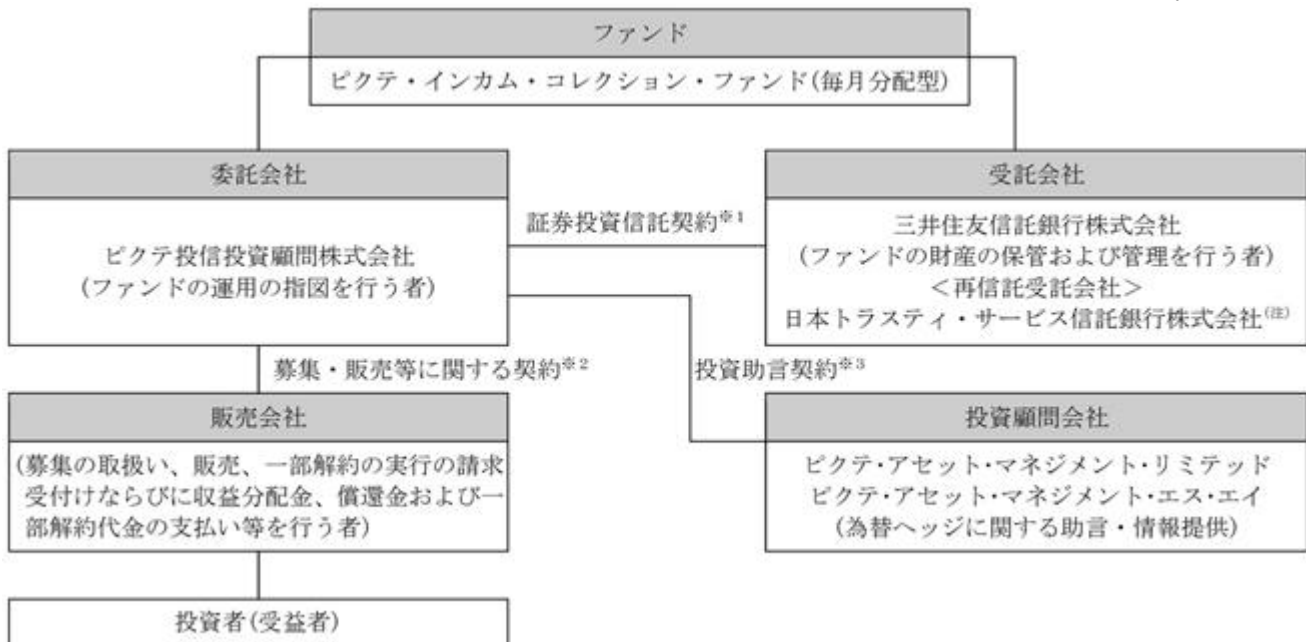 ファンド
ピクテ・インカム・コレクション・ファンド(毎月分配型)
委託会社
ピクテ投信投資顧問株式会社
(ファンドの運用の指図を行う者)
証券投資信託契約※1
受託会社
三井住友信託銀行株式会社
(ファンドの財産の保管および管理を行う者)
<再信託受託会社>
日本トラスティ・サービス信託銀行株式会社(注)
募集・販売等に関する契約※2
投資助言契約※3
販売会社
(募集の取扱い、販売、一部解約の実行の請求
受付けならびに収益分配金、償還金および一
部解約代金の支払い等を行う者)
投資顧問会社
ピクテ・アセット・マネジメント・リミテッド
ピクテ・アセット・マネジメント・エス・エイ
(為替ヘッジに関する助言・情報提供)
投資者(受益者)